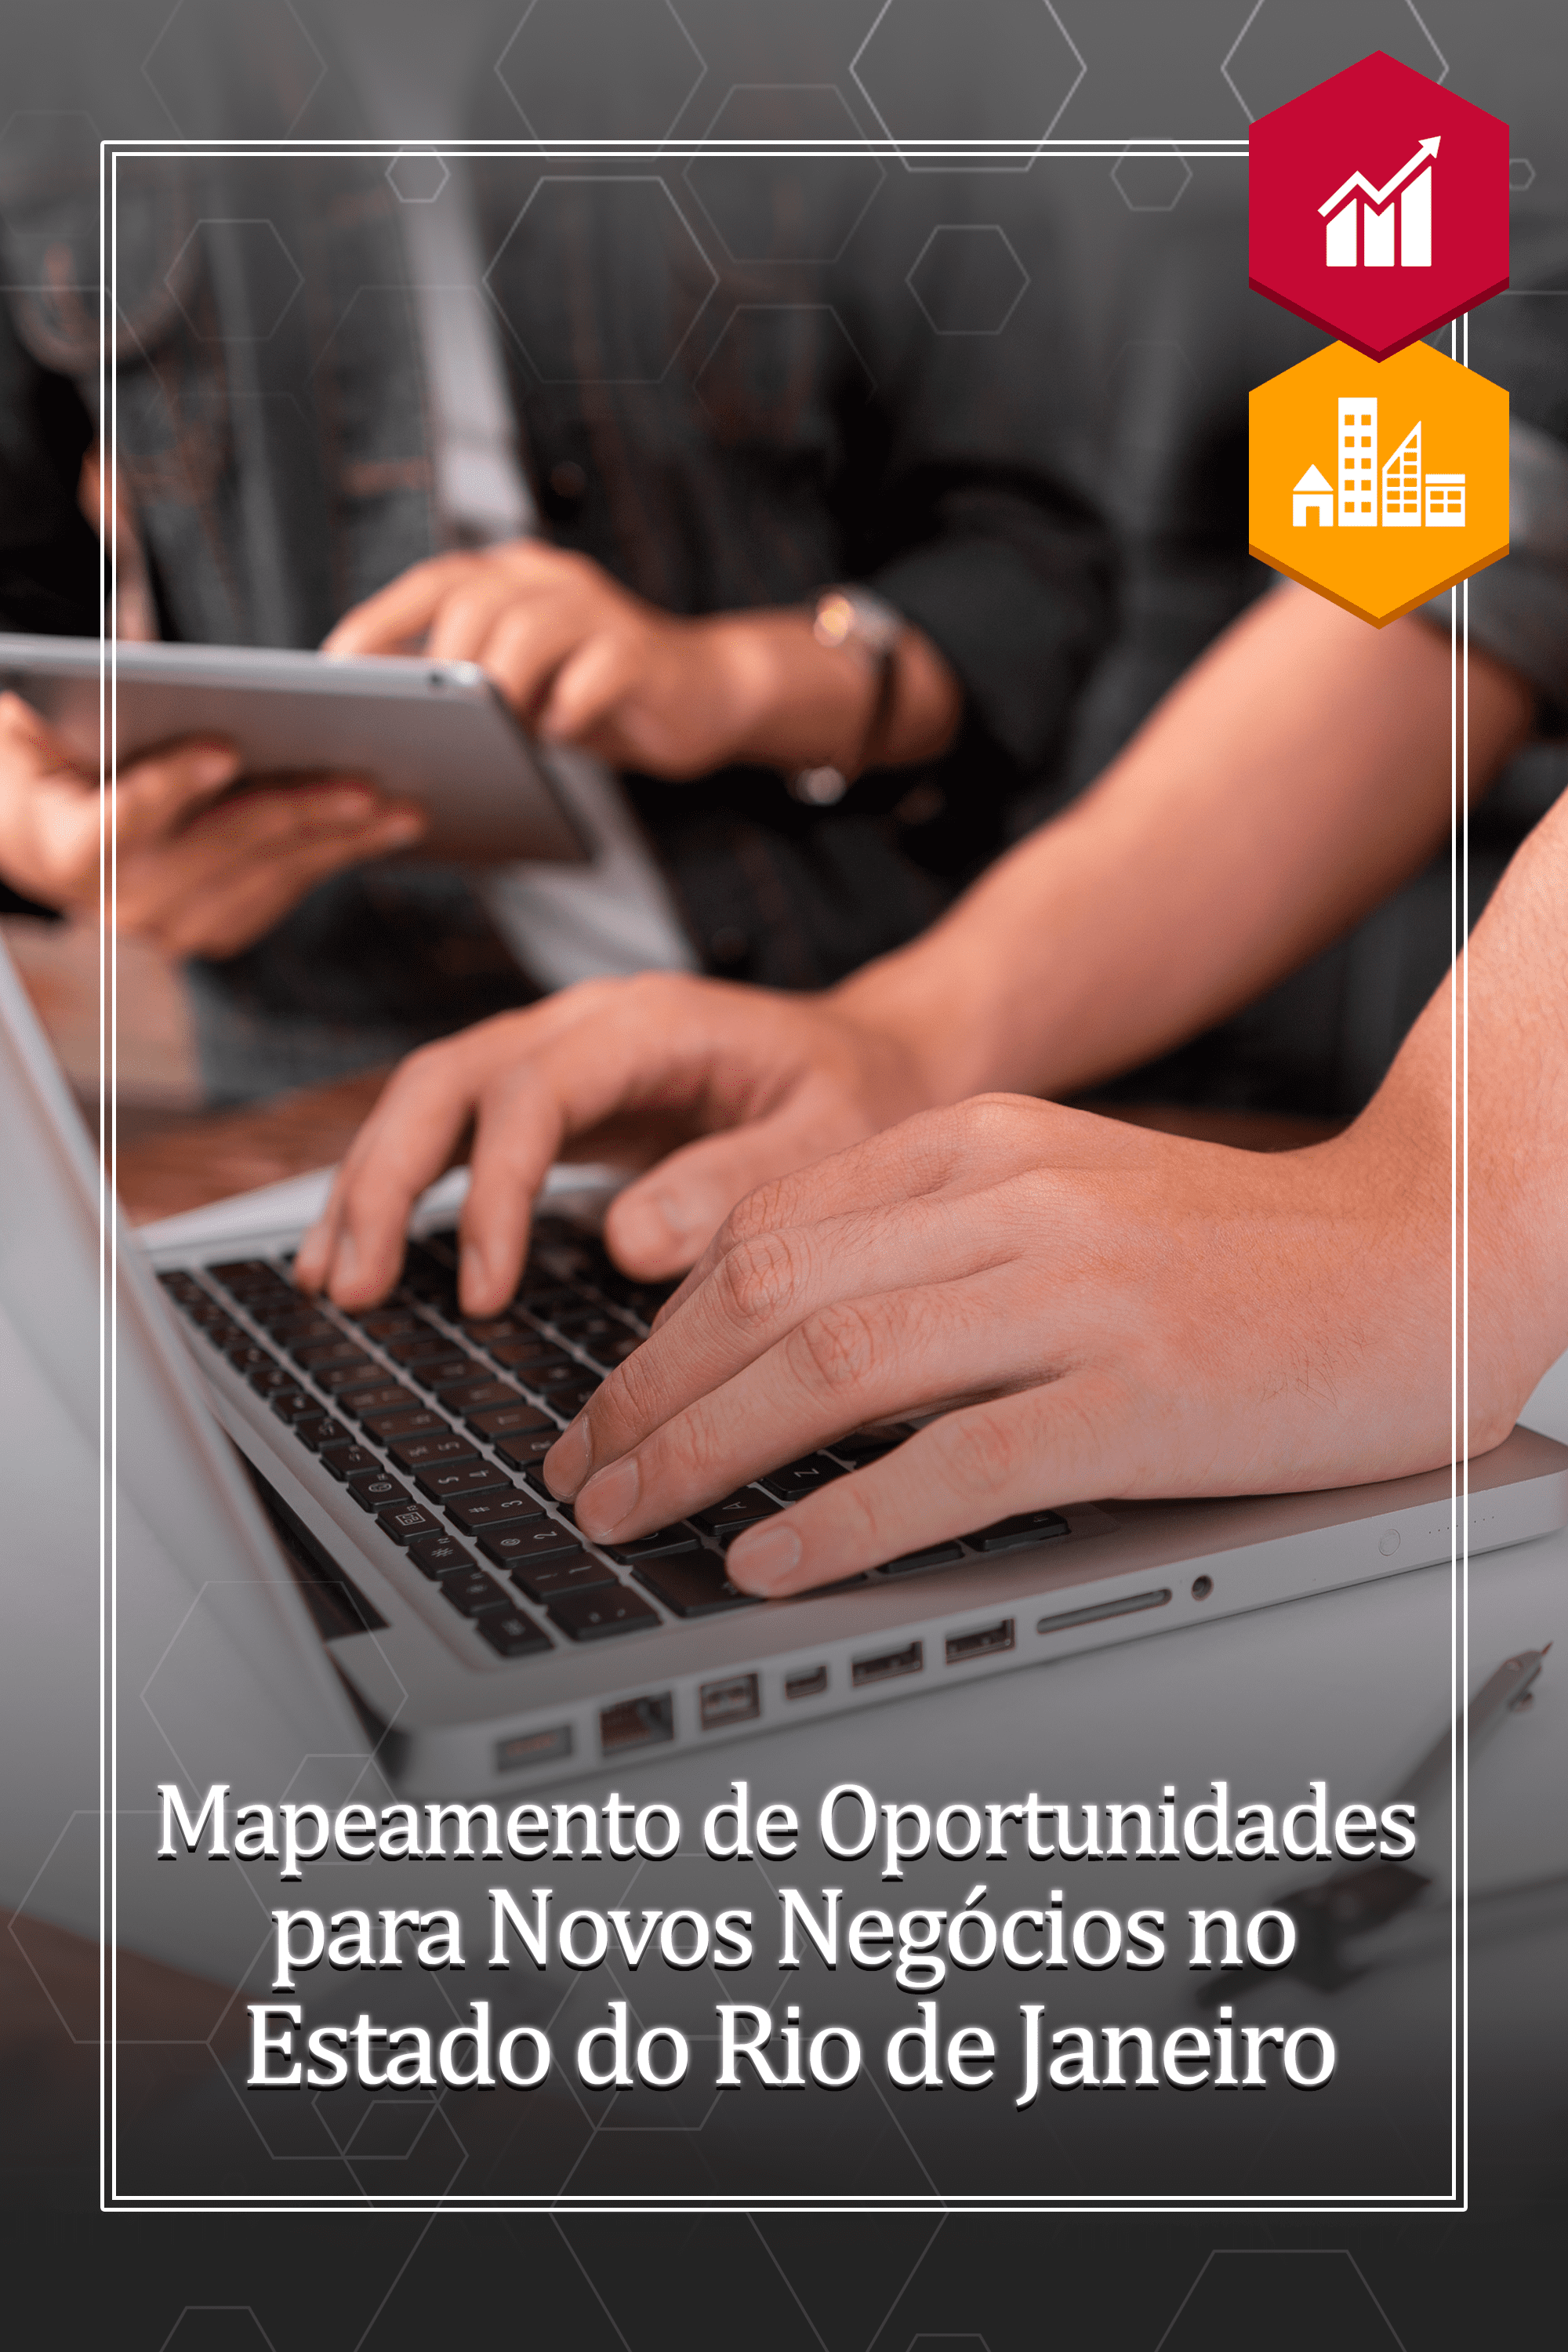 Mapeamento de Oportunidades
para Novos Negócios no
Estado do Rio de Janeiro